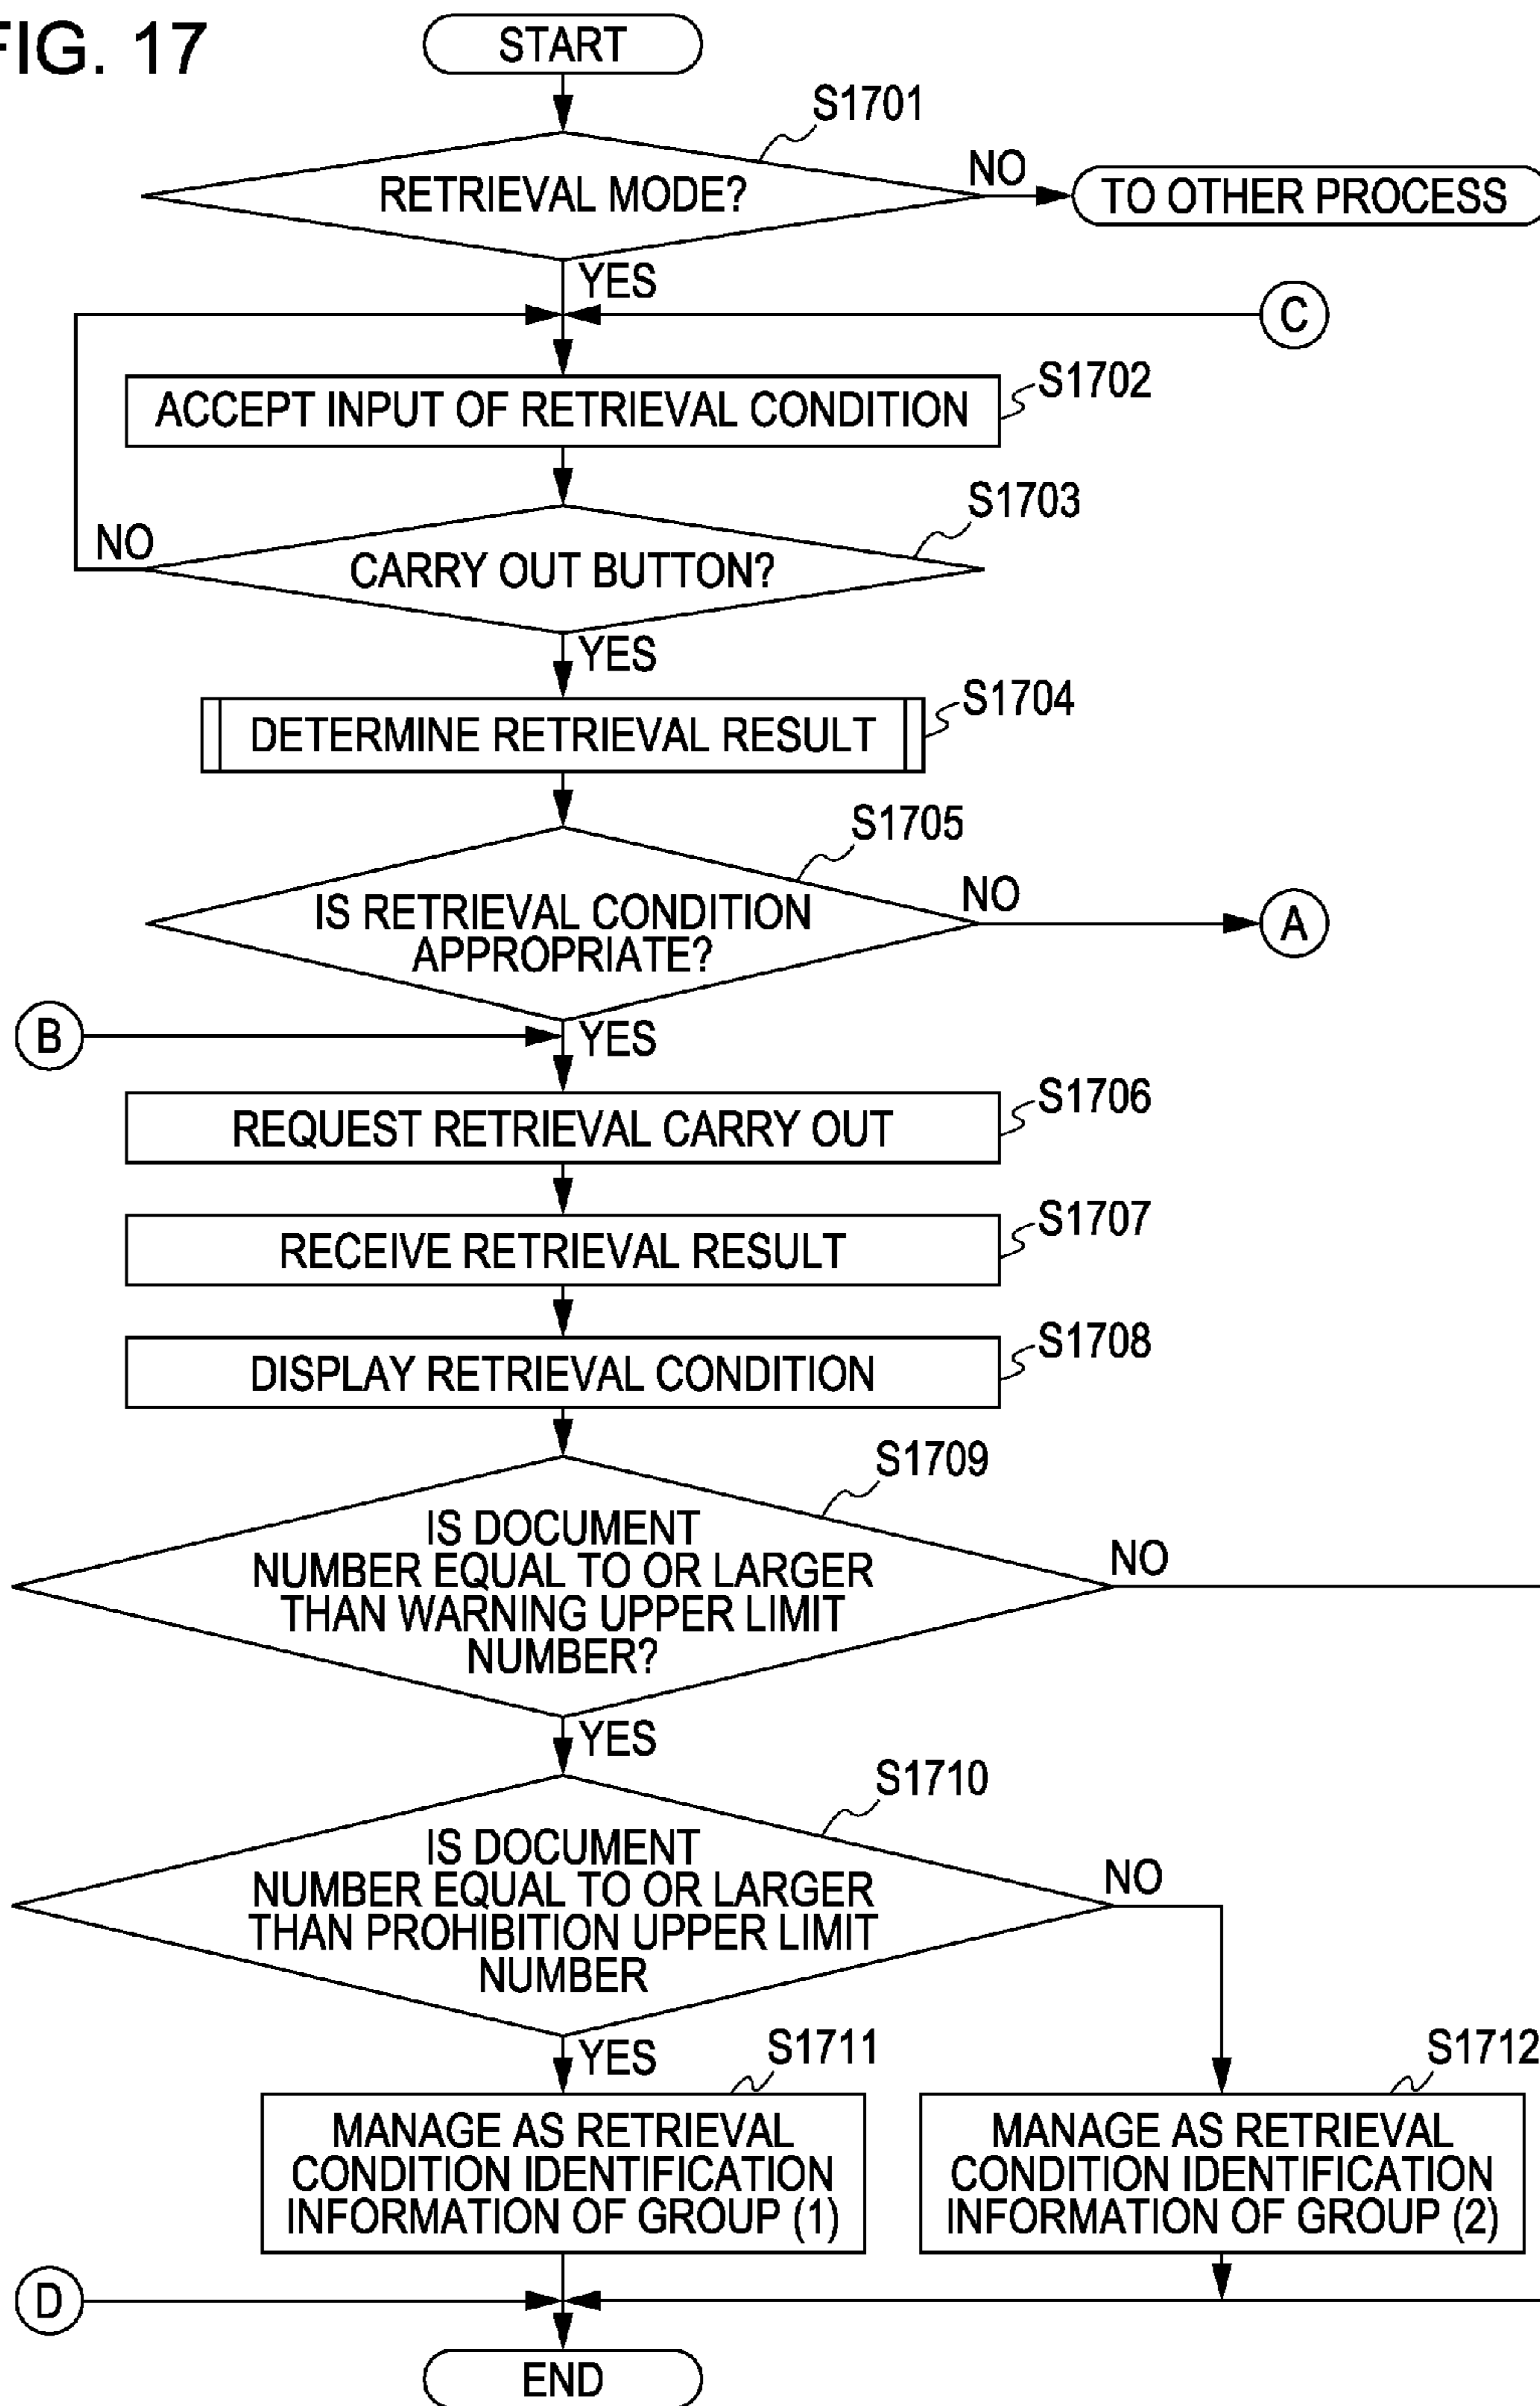 FIG. 17
START
S1701
RETRIEVAL MODE?
NO
TO OTHER PROCESS
YES
C
S1702
ACCEPT INPUT OF RETRIEVAL CONDITION
S1703
NO
CARRY OUT BUTTON?
YES
S1704
DETERMINE RETRIEVAL RESULT
S1705
IS RETRIEVAL CONDITION
APPROPRIATE?
NO
A
B
YES
S1706
REQUEST RETRIEVAL CARRY OUT
S1707
RECEIVE RETRIEVAL RESULT
S1708
DISPLAY RETRIEVAL CONDITION
S1709
IS DOCUMENT
NUMBER EQUAL TO OR LARGER
THAN WARNING UPPER LIMIT
NUMBER?
NO
YES
S1710
IS DOCUMENT
NUMBER EQUAL TO OR LARGER
THAN PROHIBITION UPPER LIMIT
NUMBER
NO
YES
S1711
MANAGE AS RETRIEVAL
CONDITION IDENTIFICATION
INFORMATION OF GROUP (1)
S1712
MANAGE AS RETRIEVAL
CONDITION IDENTIFICATION
INFORMATION OF GROUP (2)
D
END